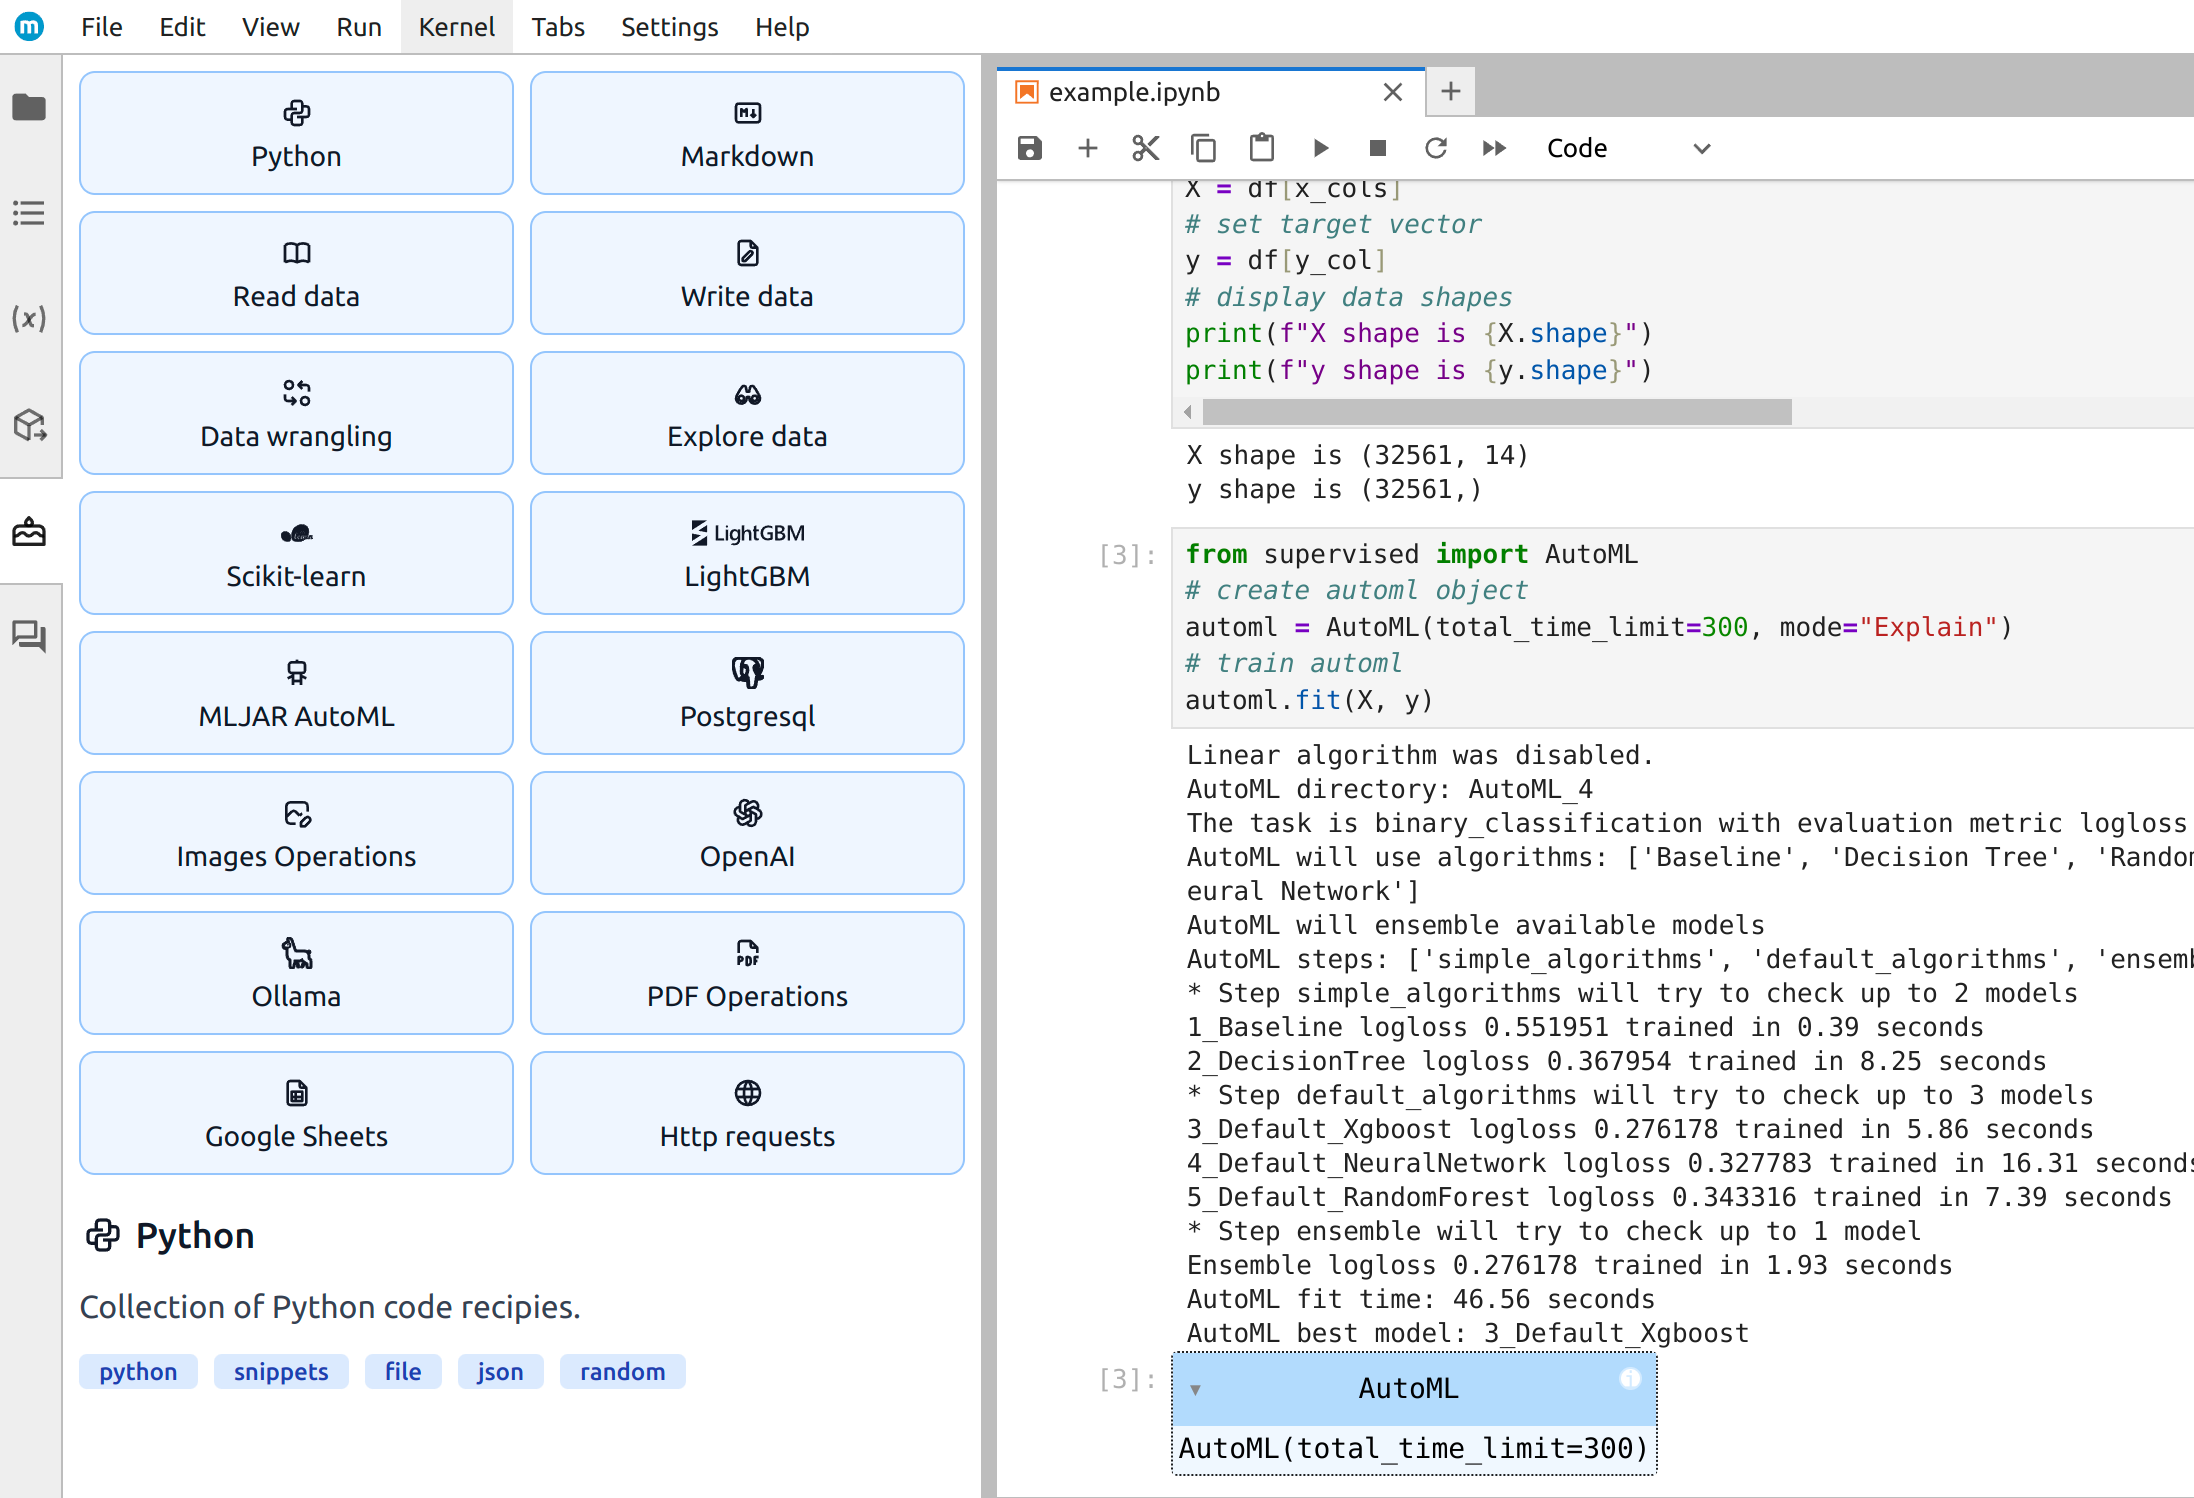 m File Edit View Run Kernel Tabs Settings Help
Python
Markdown
Read data
Write data
Data wrangling
Explore data
Scikit-learn
LightGBM
LightGBM
MLJAR AutoML
Postgresql
Images Operations
OpenAI
Ollama
PDF
PDF Operations
Google Sheets
Http requests
Python
Collection of Python code recipies.
python snippets file json random
example.ipynb
Code
X = df[x_cols]
# set target vector
y = df[y_col]
# display data shapes
print(f"X shape is {X.shape}")
print(f"y shape is {y.shape}")
X shape is (32561, 14)
y shape is (32561,)
[3]: from supervised import AutoML
# create automl object
automl = AutoML(total_time_limit=300, mode="Explain")
# train automl
automl.fit(X, y)
Linear algorithm was disabled.
AutoML directory: AutoML_4
The task is binary_classification with evaluation metric logloss
AutoML will use algorithms: ['Baseline', 'Decision Tree', 'Random
eural Network']
AutoML will ensemble available models
AutoML steps: ['simple_algorithms', 'default_algorithms', 'ensemb
* Step simple_algorithms will try to check up to 2 models
1_Baseline logloss 0.551951 trained in 0.39 seconds
2_DecisionTree logloss 0.367954 trained in 8.25 seconds
* Step default_algorithms will try to check up to 3 models
3_Default_Xgboost logloss 0.276178 trained in 5.86 seconds
4_Default_NeuralNetwork logloss 0.327783 trained in 16.31 seconds
5_Default_RandomForest logloss 0.343316 trained in 7.39 seconds
* Step ensemble will try to check up to 1 model
Ensemble logloss 0.276178 trained in 1.93 seconds
AutoML fit time: 46.56 seconds
AutoML best model: 3_Default_Xgboost
[3]: AutoML
AutoML(total_time_limit=300)